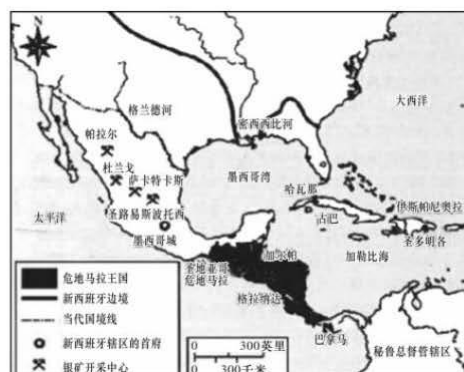 N
格兰德河
密西西比河
大西洋
帕拉尔
杜兰戈
萨卡特卡斯
墨西哥湾
哈瓦那
伊斯帕尼奥拉
太平洋
圣路易斯波托西
古巴
圣多明各
墨西哥城
加勒比海
圣地亚哥
危地马拉
格拉纳达
巴拿马
秘鲁总督管辖区
危地马拉王国
新西班牙边境
当代国境线
新西班牙辖区的首府
银矿开采中心
0 300英里
0 300千米